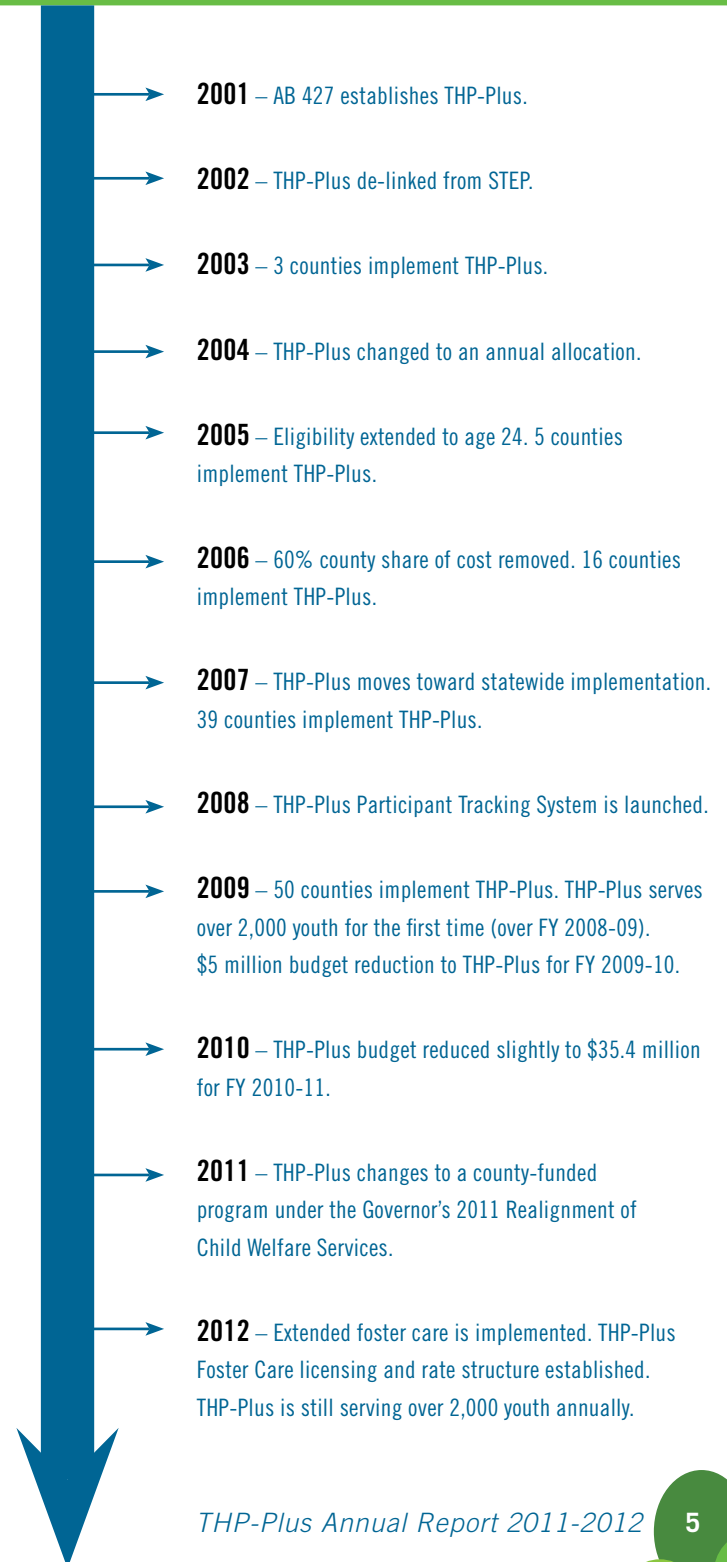 2001 – AB 427 establishes THP-Plus.
2002 – THP-Plus de-linked from STEP.
2003 – 3 counties implement THP-Plus.
2004 – THP-Plus changed to an annual allocation.
2005 – Eligibility extended to age 24. 5 counties
implement THP-Plus.
2006 – 60% county share of cost removed. 16 counties
implement THP-Plus.
2007 – THP-Plus moves toward statewide implementation.
39 counties implement THP-Plus.
2008 – THP-Plus Participant Tracking System is launched.
2009 – 50 counties implement THP-Plus. THP-Plus serves
over 2,000 youth for the first time (over FY 2008-09).
$5 million budget reduction to THP-Plus for FY 2009-10.
2010 – THP-Plus budget reduced slightly to $35.4 million
for FY 2010-11.
2011 – THP-Plus changes to a county-funded
program under the Governor’s 2011 Realignment of
Child Welfare Services.
2012 – Extended foster care is implemented. THP-Plus
Foster Care licensing and rate structure established.
THP-Plus is still serving over 2,000 youth annually.
THP-Plus Annual Report 2011-2012 5